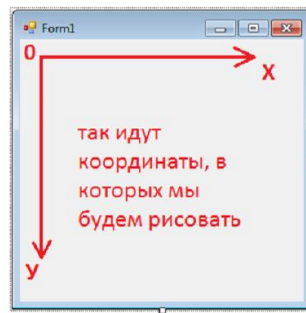 Form1
0
X
так идут
координаты, в
которых мы
будем рисовать
У